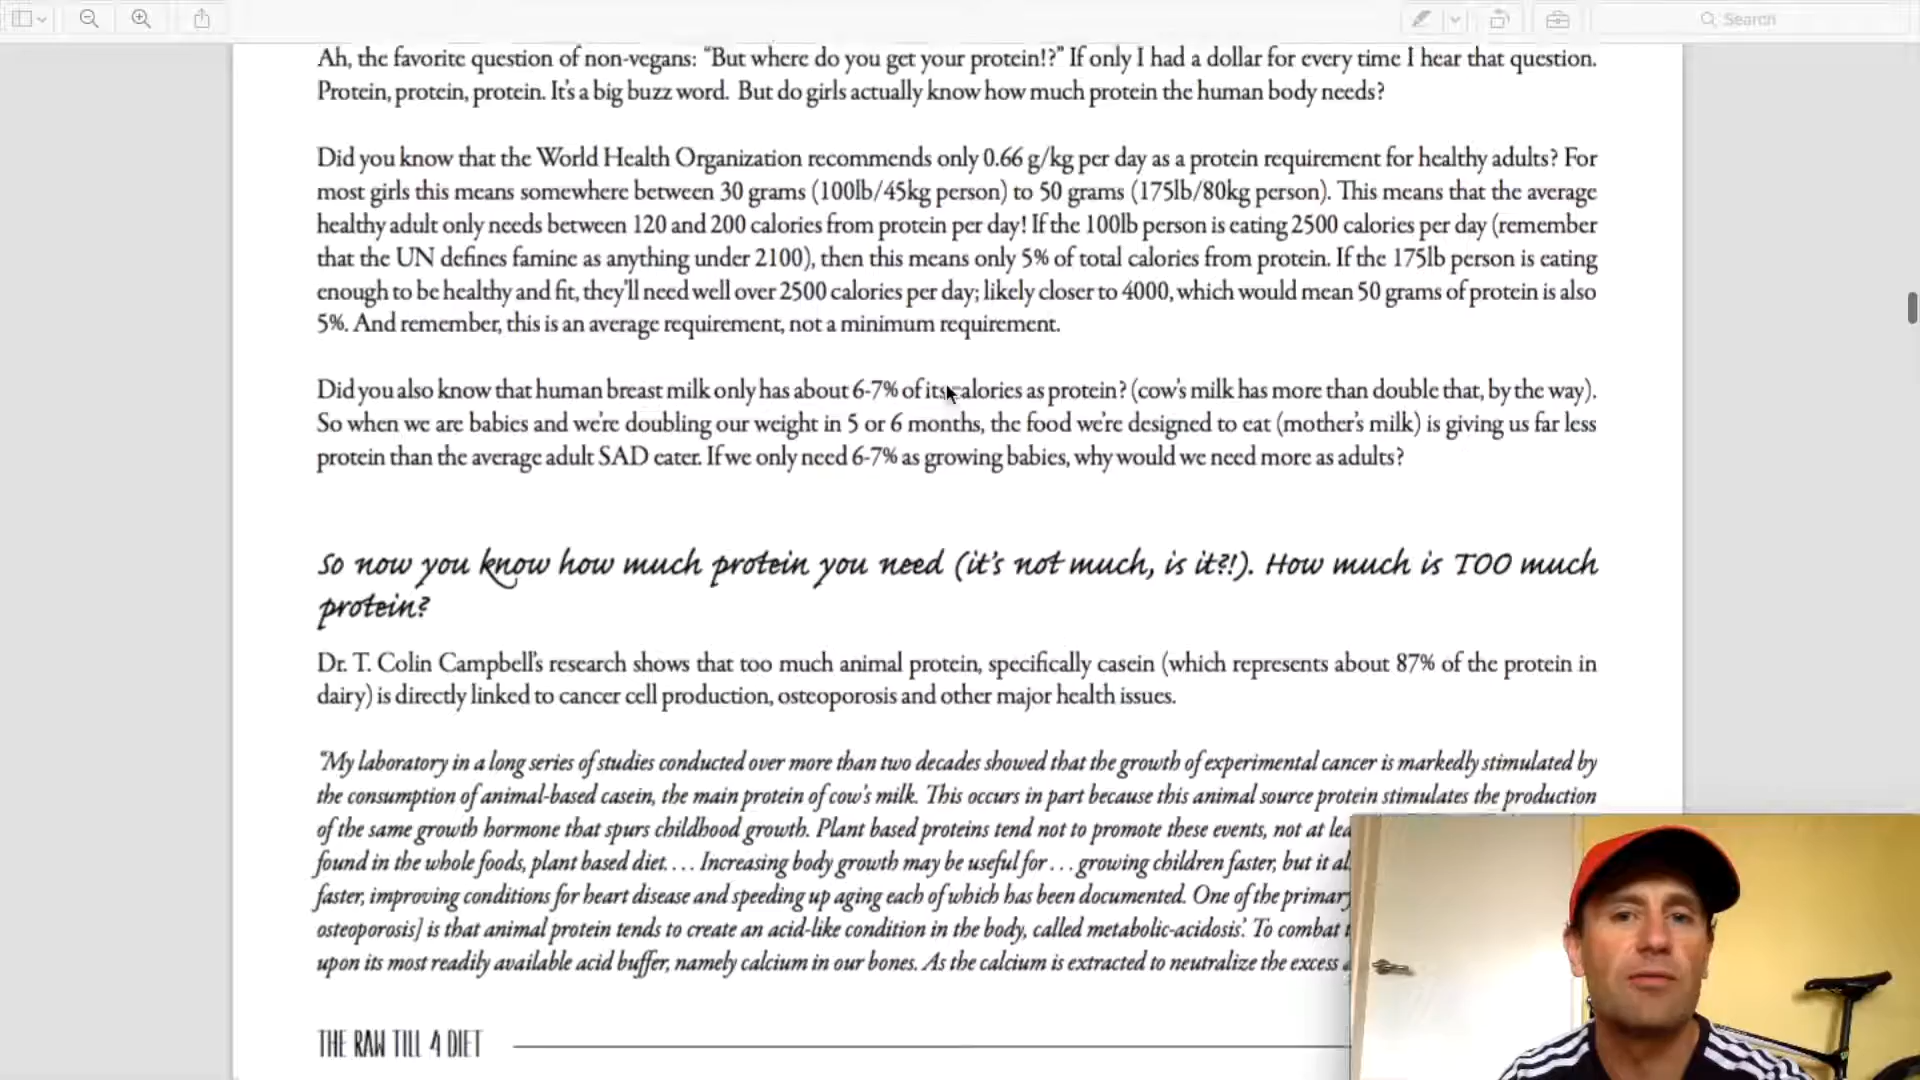 Search
Ah, the favorite question of non-vegans: “But where do you get your protein!?” If only I had a dollar for every time I hear that question.
Protein, protein, protein. It's a big buzz word. But do girls actually know how much protein the human body needs?
Did you know that the World Health Organization recommends only 0.66 g/kg per day as a protein requirement for healthy adults? For
most girls this means somewhere between 30 grams (100lb/45kg person) to 50 grams (175lb/80kg person). This means that the average
healthy adult only needs between 120 and 200 calories from protein per day! If the 100lb person is eating 2500 calories per day (remember
that the UN defines famine as anything under 2100), then this means only 5% of total calories from protein. If the 175lb person is eating
enough to be healthy and fit, they'll need well over 2500 calories per day; likely closer to 4000, which would mean 50 grams of protein is also
5%. And remember, this is an average requirement, not a minimum requirement.
Did you also know that human breast milk only has about 6-7% of its calories as protein? (cow's milk has more than double that, by the way).
So when we are babies and we're doubling our weight in 5 or 6 months, the food we're designed to eat (mother's milk) is giving us far less
protein than the average adult SAD eater. If we only need 6-7% as growing babies, why would we need more as adults?
So now you know how much protein you need (it's not much, is it?!). How much is TOO much
protein?
Dr. T. Colin Campbell's research shows that too much animal protein, specifically casein (which represents about 87% of the protein in
dairy) is directly linked to cancer cell production, osteoporosis and other major health issues.
“My laboratory in a long series of studies conducted over more than two decades showed that the growth of experimental cancer is markedly stimulated by
the consumption of animal-based casein, the main protein of cow's milk. This occurs in part because this animal source protein stimulates the production
of the same growth hormone that spurs childhood growth. Plant based proteins tend not to promote these events, not at
found in the whole foods, plant based diet. . . . Increasing body growth may be useful for . . . growing children faster, but it
faster, improving conditions for heart disease and speeding up aging each of which has been documented. One of the
osteoporosis] is that animal protein tends to create an acid-like condition in the body, called metabolic-acidosis.' To combat
upon its most readily available acid buffer, namely calcium in our bones. As the calcium is extracted to neutralize the excess
THE RAW TILL 4 DIET